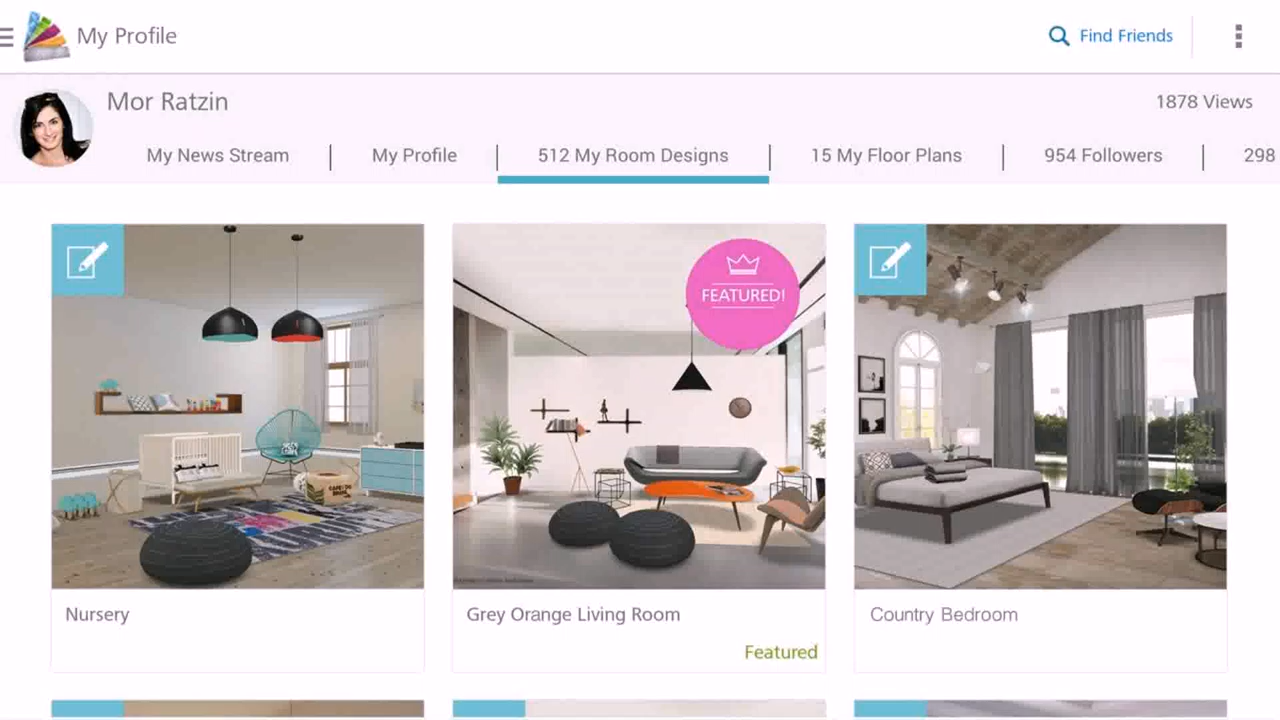 My Profile
Find Friends
Mor Ratzin
1878 Views
My News Stream
My Profile
512 My Room Designs
15 My Floor Plans
954 Followers
298
FEATURED!
Nursery
Grey Orange Living Room
Country Bedroom
Featured